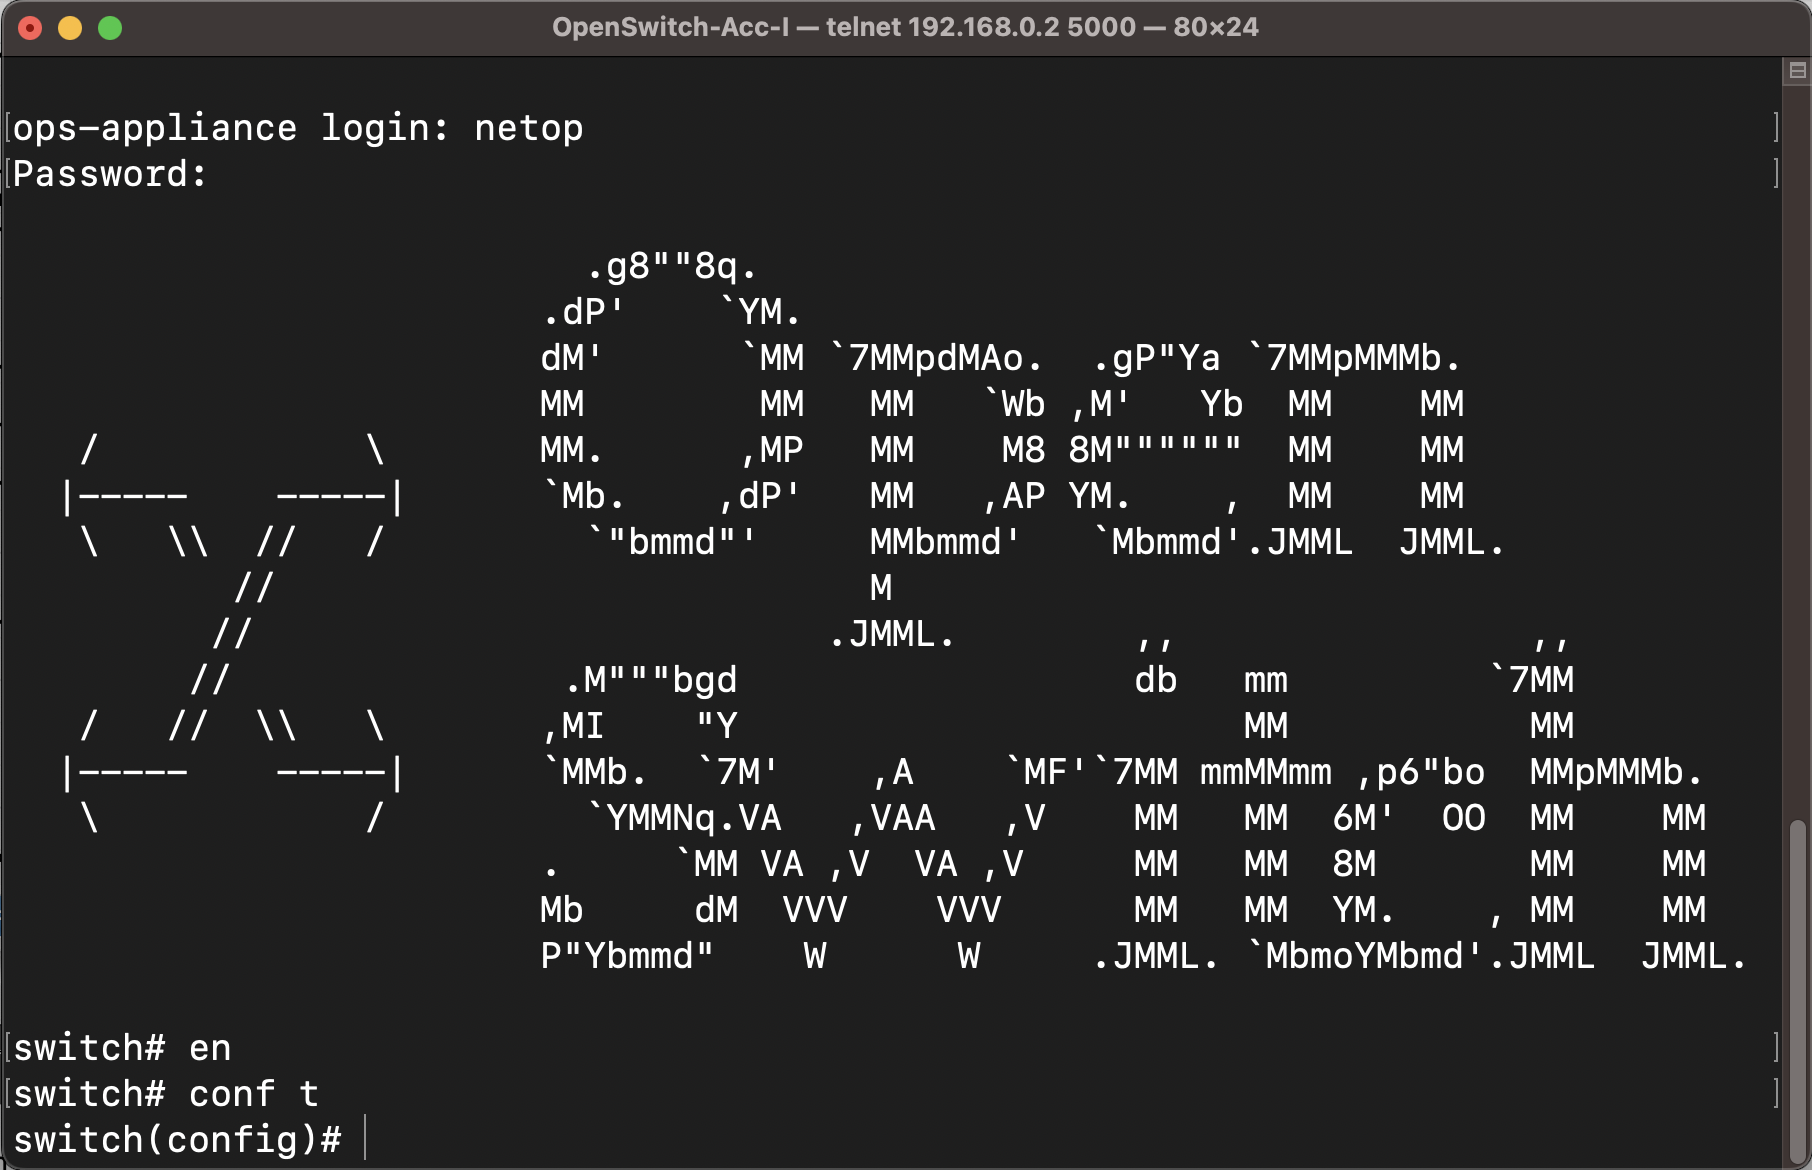 OpenSwitch-Acc-I — telnet 192.168.0.2 5000 — 80×24
ops-appliance login: netop
Password:
                           .g8""8q.
                         .dP'    `YM.
                         dM'      `MM `7MMpdMAo.  .gP"Ya `7MMpMMMb.
                         MM        MM   MM   `Wb ,M'   Yb  MM    MM
    /            \       MM.      ,MP   MM    M8 8M""""""  MM    MM
   |-----    -----|      `Mb.    ,dP'   MM   ,AP YM.    ,  MM    MM
    \   \\  //   /         `"bmmd"'     MMbmmd'   `Mbmmd'.JMML  JMML.
           //                           M
          //                          .JMML.        ,,                ,,
         //               .M"""bgd                  db   mm         `7MM
    /   //  \\   \       ,MI    "Y                       MM           MM
   |-----    -----|      `MMb.  `7M'    ,A    `MF'`7MM mmMMmm ,p6"bo  MMpMMMb.
    \            /         `YMMNq.VA   ,VAA   ,V    MM   MM  6M'  OO  MM    MM
                         .     `MM VA ,V  VA ,V     MM   MM  8M       MM    MM
                         Mb     dM  VVV    VVV      MM   MM  YM.    , MM    MM
                         P"Ybmmd"    W      W     .JMML. `MbmoYMbmd'.JMML  JMML.
switch# en
switch# conf t
switch(config)#